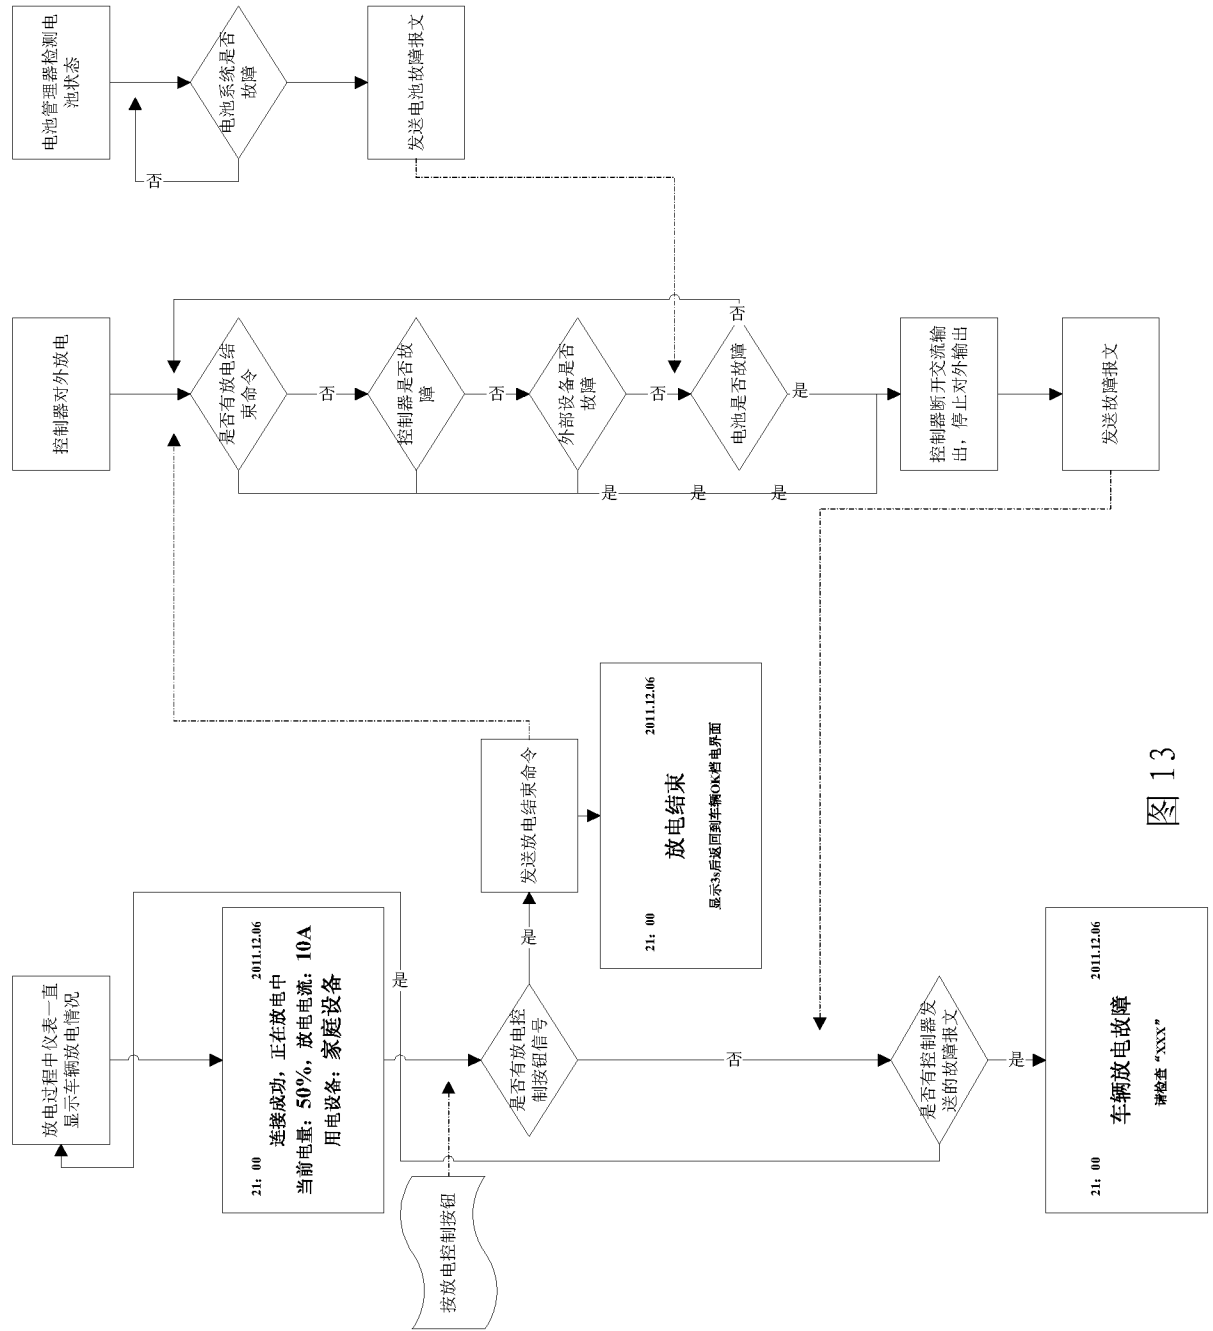 放电过程中仪表一直
显示车辆放电情况
21：00
2011.12.06
连接成功，正在放电中
当前电量：50%，放电电流：10A
用电设备：家庭设备
按放电控制按钮
是否有放电控
制按钮信号
是
发送放电结束命令
21：00
2011.12.06
放电结束
显示3s后返回到车辆OK档电界面
否
是
是否有控制器发
送的故障报文
是
21：00
2011.12.06
车辆放电故障
请检查“xxx”
控制器对外放电
是否有放电结
束命令
否
控制器是否故
障
否
外部设备是否
故障
否
电池是否故障
否
是
是
是
是
控制器断开交流输
出，停止对外输出
发送故障报文
电池管理器检测电
池状态
电池系统是否
故障
否
发送电池故障报文
图 13